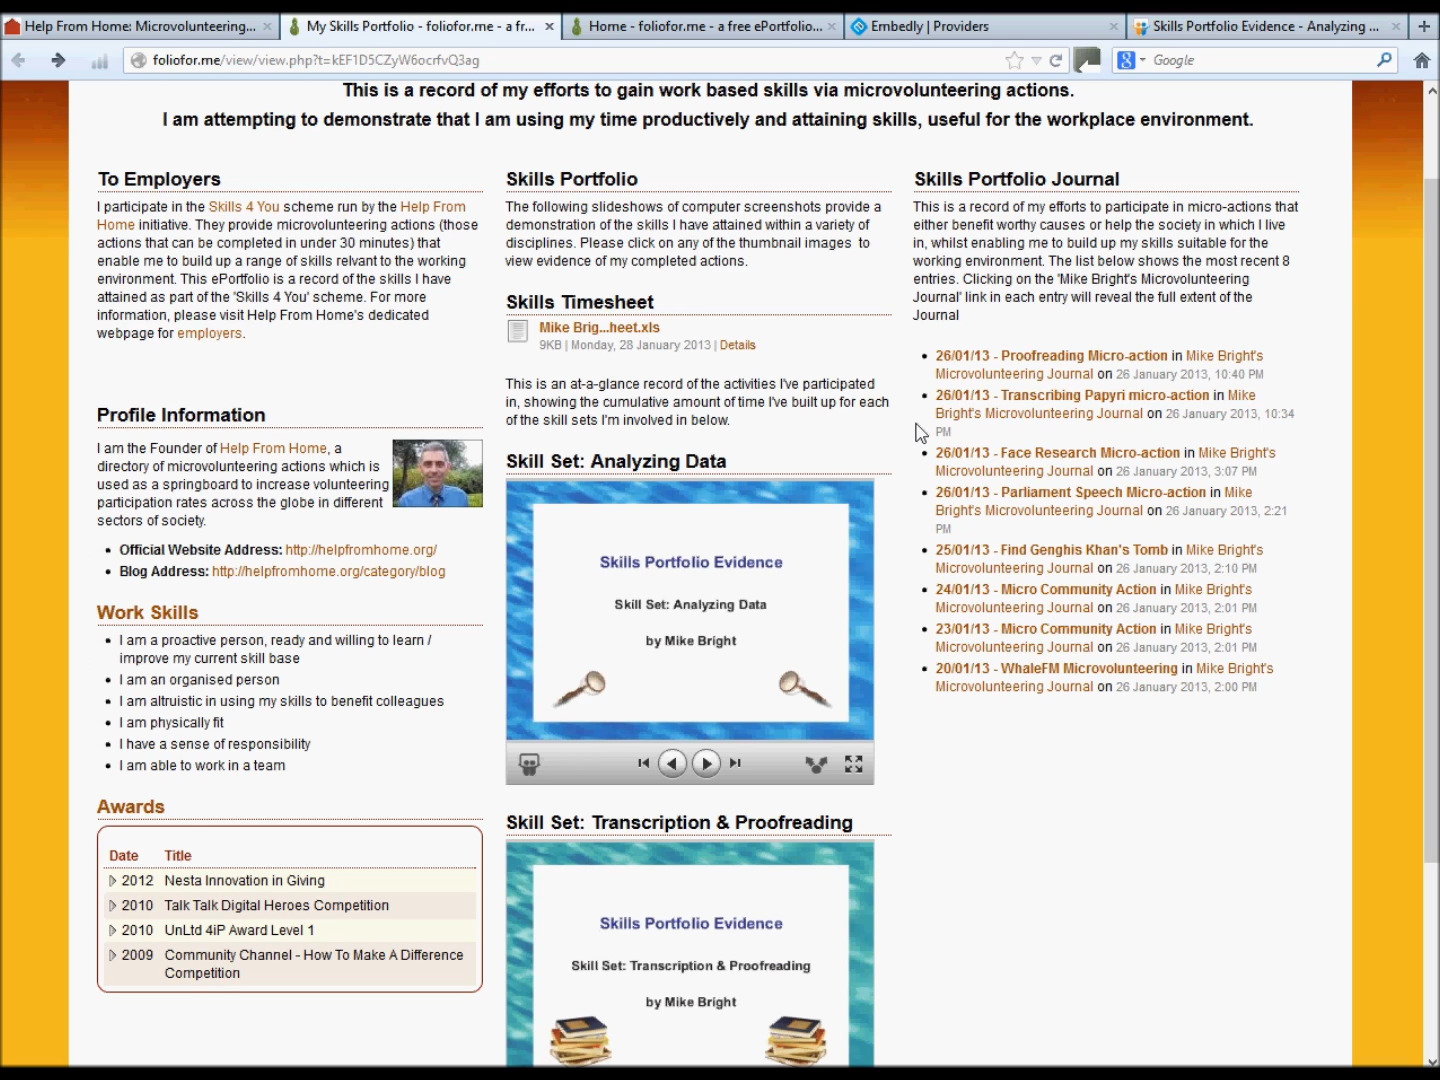 Help From Home: Microvolunteering...
My Skills Portfolio - foliofor.me - a fr...
Home - foliofor.me - a free ePortfolio...
Embedly | Providers
Skills Portfolio Evidence - Analyzing ...
foliofor.me/view/view.php?t=kEF1D5CZyW6ocrfvQ3ag
Google
This is a record of my efforts to gain work based skills via microvolunteering actions.
I am attempting to demonstrate that I am using my time productively and attaining skills, useful for the workplace environment.
To Employers
I participate in the Skills 4 You scheme run by the Help From
Home initiative. They provide microvolunteering actions (those
actions that can be completed in under 30 minutes) that
enable me to build up a range of skills relvant to the working
environment. This ePortfolio is a record of the skills I have
attained as part of the 'Skills 4 You' scheme. For more
information, please visit Help From Home's dedicated
webpage for employers.
Profile Information
I am the Founder of Help From Home, a
directory of microvolunteering actions which is
used as a springboard to increase volunteering
participation rates across the globe in different
sectors of society.
Official Website Address: http://helpfromhome.org/
Blog Address: http://helpfromhome.org/category/blog
Work Skills
I am a proactive person, ready and willing to learn /
improve my current skill base
I am an organised person
I am altruistic in using my skills to benefit colleagues
I am physically fit
I have a sense of responsibility
I am able to work in a team
Awards
Date Title
2012 Nesta Innovation in Giving
2010 Talk Talk Digital Heroes Competition
2010 UnLtd 4iP Award Level 1
2009 Community Channel - How To Make A Difference
Competition
Skills Portfolio
The following slideshows of computer screenshots provide a
demonstration of the skills I have attained within a variety of
disciplines. Please click on any of the thumbnail images to
view evidence of my completed actions.
Skills Timesheet
Mike Brig...heet.xls
9KB | Monday, 28 January 2013 | Details
This is an at-a-glance record of the activities I've participated
in, showing the cumulative amount of time I've built up for each
of the skill sets I'm involved in below.
Skill Set: Analyzing Data
Skills Portfolio Evidence
Skill Set: Analyzing Data
by Mike Bright
Skill Set: Transcription & Proofreading
Skills Portfolio Evidence
Skill Set: Transcription & Proofreading
by Mike Bright
Skills Portfolio Journal
This is a record of my efforts to participate in micro-actions that
either benefit worthy causes or help the society in which I live
in, whilst enabling me to build up my skills suitable for the
working environment. The list below shows the most recent 8
entries. Clicking on the 'Mike Bright's Microvolunteering
Journal' link in each entry will reveal the full extent of the
Journal
26/01/13 - Proofreading Micro-action in Mike Bright's
Microvolunteering Journal on 26 January 2013, 10:40 PM
26/01/13 - Transcribing Papyri micro-action in Mike
Bright's Microvolunteering Journal on 26 January 2013, 10:34
PM
26/01/13 - Face Research Micro-action in Mike Bright's
Microvolunteering Journal on 26 January 2013, 3:07 PM
26/01/13 - Parliament Speech Micro-action in Mike
Bright's Microvolunteering Journal on 26 January 2013, 2:21
PM
25/01/13 - Find Genghis Khan's Tomb in Mike Bright's
Microvolunteering Journal on 26 January 2013, 2:10 PM
24/01/13 - Micro Community Action in Mike Bright's
Microvolunteering Journal on 26 January 2013, 2:01 PM
23/01/13 - Micro Community Action in Mike Bright's
Microvolunteering Journal on 26 January 2013, 2:01 PM
20/01/13 - WhaleFM Microvolunteering in Mike Bright's
Microvolunteering Journal on 26 January 2013, 2:00 PM